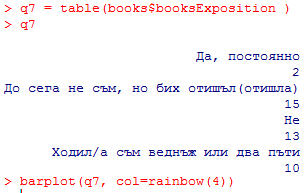 > q7 = table(books$booksExposition )
> q7
Да, постоянно
2
До сега не съм, но бих отишъл(отишла)
15
Не
13
Ходил/а съм веднъж или два пъти
10
> barplot(q7, col=rainbow(4))